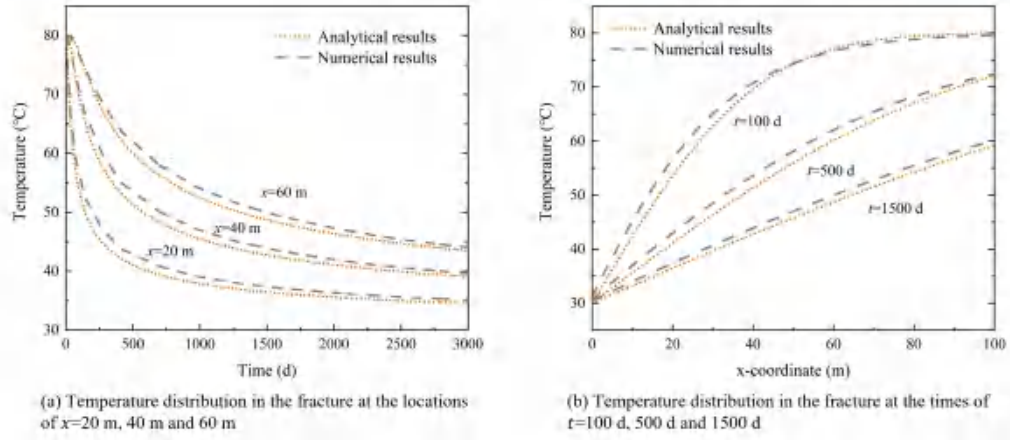 80
70
60
50
40
30
Temperature (°C)
Analytical results
Numerical results
x=60 m
x=40 m
x=20 m
0
500
1000
1500
2000
2500
3000
Time (d)
(a) Temperature distribution in the fracture at the locations
of x=20 m, 40 m and 60 m
80
70
60
50
40
30
Temperature (°C)
Analytical results
Numerical results
t=100 d
t=500 d
t=1500 d
0
20
40
60
80
100
x-coordinate (m)
(b) Temperature distribution in the fracture at the times of
t=100 d, 500 d and 1500 d